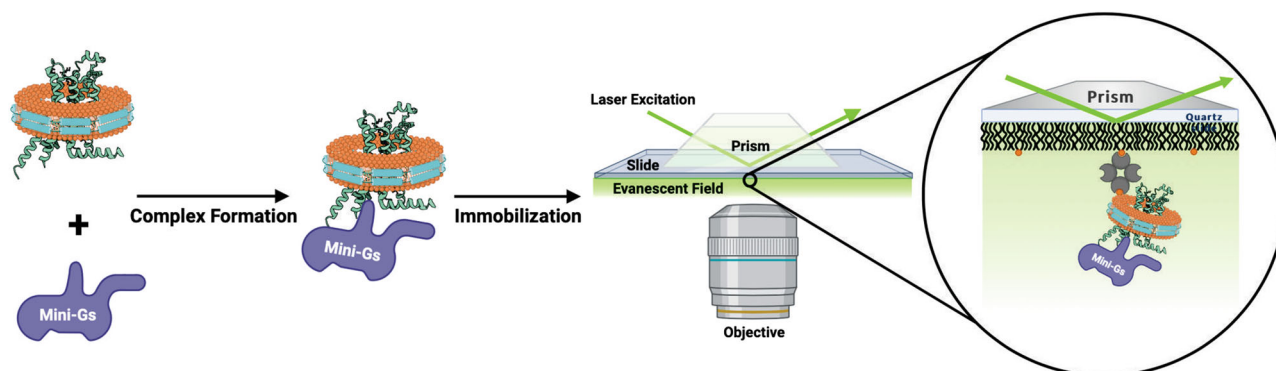 Mini-Gs
Complex Formation
Mini-Gs
Immobilization
Laser Excitation
Prism
Slide
Evanescent Field
Objective
Prism
Quartz
Mini-Gs